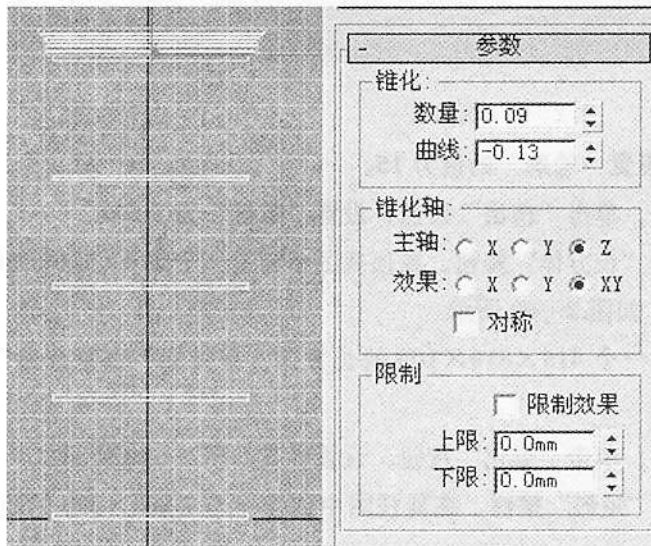 - 参数
锥化:
数量: 0.09
曲线: -0.13
锥化轴:
主轴: X Y Z
效果: X Y XY
对称
限制
限制效果
上限: 0.0mm
下限: 0.0mm